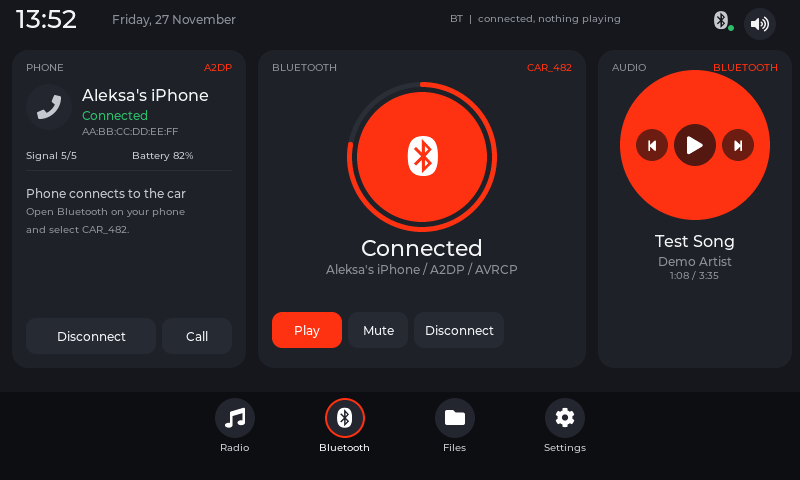 13:52
Friday, 27 November
BT | connected, nothing playing
PHONE
A2DP
Aleksa's iPhone
Connected
AA:BB:CC:DD:EE:FF
Signal 5/5
Battery 82%
Phone connects to the car
Open Bluetooth on your phone
and select CAR_482.
Disconnect
Call
BLUETOOTH
CAR_482
Connected
Aleksa's iPhone / A2DP / AVRCP
Play
Mute
Disconnect
AUDIO
BLUETOOTH
Test Song
Demo Artist
1:08 / 3:35
Radio
Bluetooth
Files
Settings